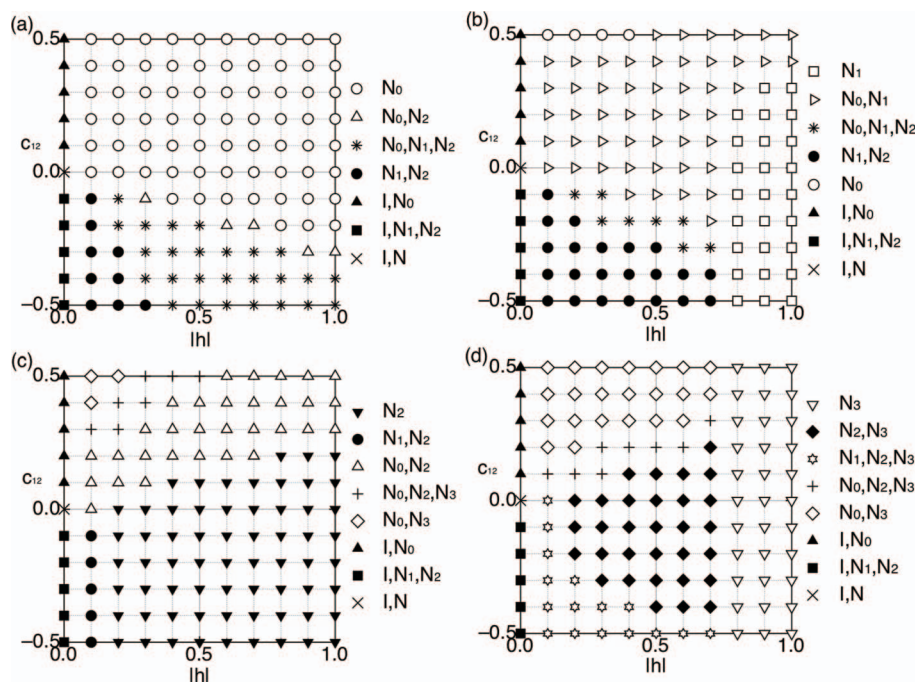 (a)
0.5
c12
0.0
−0.5
0.0
0.5
1.0
|h|
N0
N0,N2
N0,N1,N2
N1,N2
I,N0
I,N1,N2
I,N
(b)
0.5
c12
0.0
−0.5
0.0
0.5
1.0
|h|
N1
N0,N1
N0,N1,N2
N1,N2
N0
I,N0
I,N1,N2
I,N
(c)
0.5
c12
0.0
−0.5
0.0
0.5
1.0
|h|
N2
N1,N2
N0,N2
N0,N2,N3
N0,N3
I,N0
I,N1,N2
I,N
(d)
0.5
c12
0.0
−0.5
0.0
0.5
1.0
|h|
N3
N2,N3
N1,N2,N3
N0,N2,N3
N0,N3
I,N0
I,N1,N2
I,N